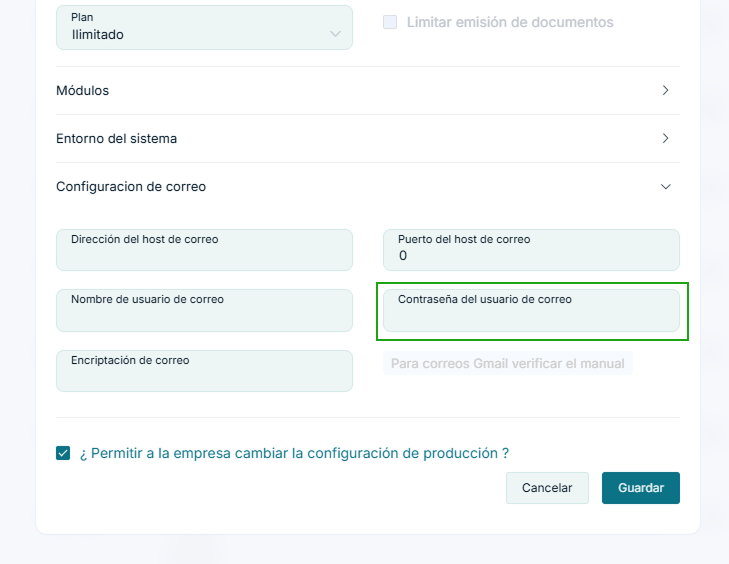 Plan
Ilimitado
Limitar emisión de documentos
Módulos
Entorno del sistema
Configuracion de correo
Dirección del host de correo
Puerto del host de correo
0
Nombre de usuario de correo
Contraseña del usuario de correo
Encriptación de correo
Para correos Gmail verificar el manual
¿ Permitir a la empresa cambiar la configuración de producción ?
Cancelar
Guardar